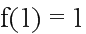 f(1) = 1